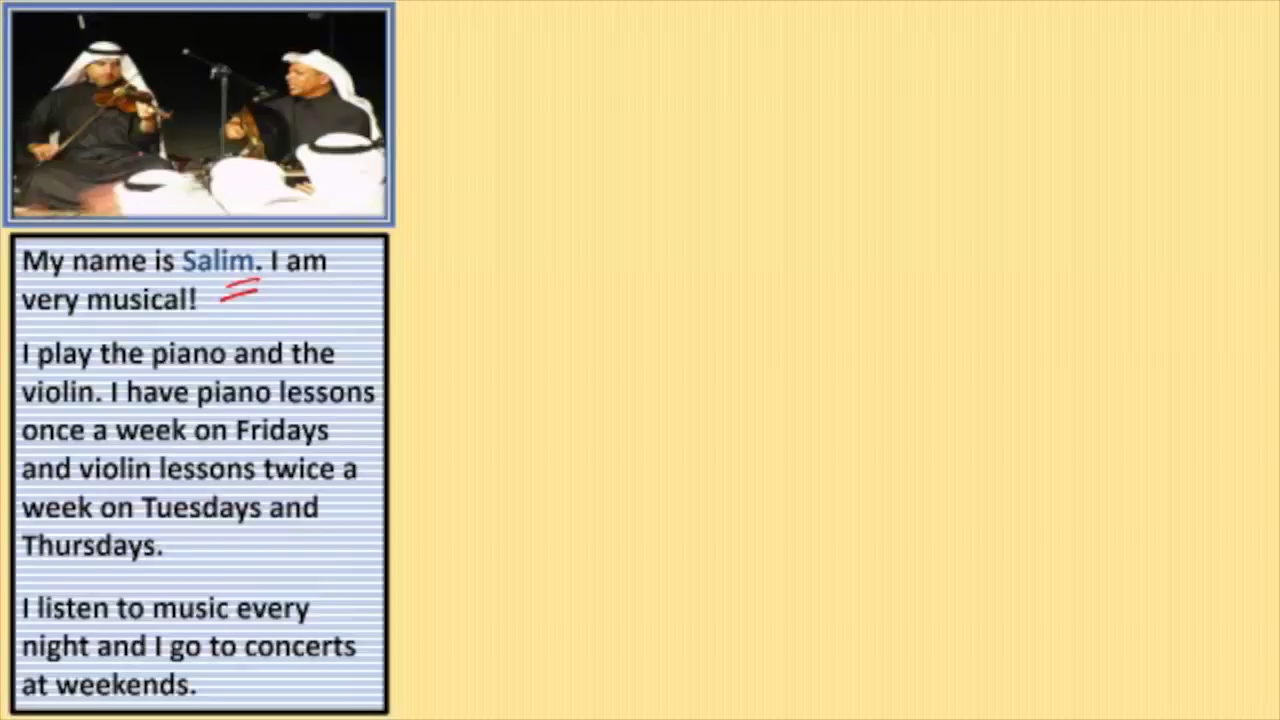 My name is Salim. I am
very musical!
I play the piano and the
violin. I have piano lessons
once a week on Fridays
and violin lessons twice a
week on Tuesdays and
Thursdays.
I listen to music every
night and I go to concerts
at weekends.